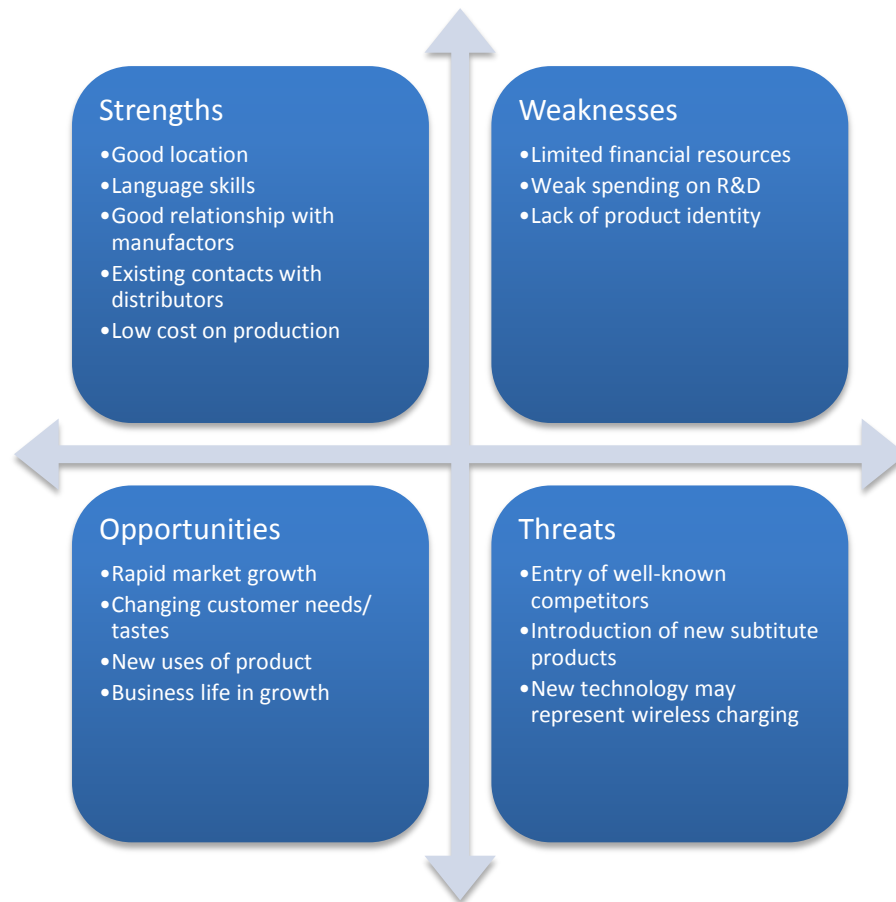 Strengths
•Good location
•Language skills
•Good relationship with
manufactors
•Existing contacts with
distributors
•Low cost on production
Weaknesses
•Limited financial resources
•Weak spending on R&D
•Lack of product identity
Opportunities
•Rapid market growth
•Changing customer needs/
tastes
•New uses of product
•Business life in growth
Threats
•Entry of well-known
competitors
•Introduction of new subtitute
products
•New technology may
represent wireless charging